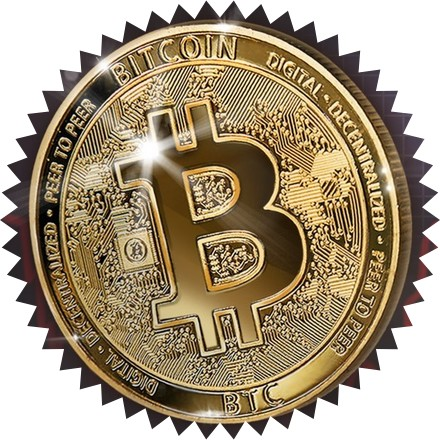 BITCOIN
DIGITAL • DECENTRALIZED • PEER TO PEER
BTC
DIGITAL • DECENTRALIZED • PEER TO PEER